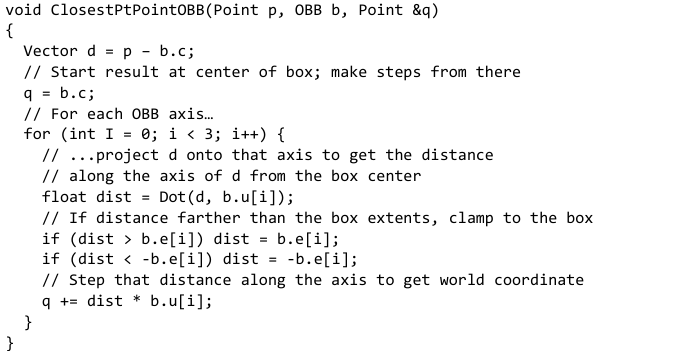 void ClosestPtPointOBB(Point p, OBB b, Point &q)
{
  Vector d = p – b.c;
  // Start result at center of box; make steps from there
  q = b.c;
  // For each OBB axis…
  for (int I = 0; i < 3; i++) {
    // ...project d onto that axis to get the distance
    // along the axis of d from the box center
    float dist = Dot(d, b.u[i]);
    // If distance farther than the box extents, clamp to the box
    if (dist > b.e[i]) dist = b.e[i];
    if (dist < -b.e[i]) dist = -b.e[i];
    // Step that distance along the axis to get world coordinate
    q += dist * b.u[i];
  }
}